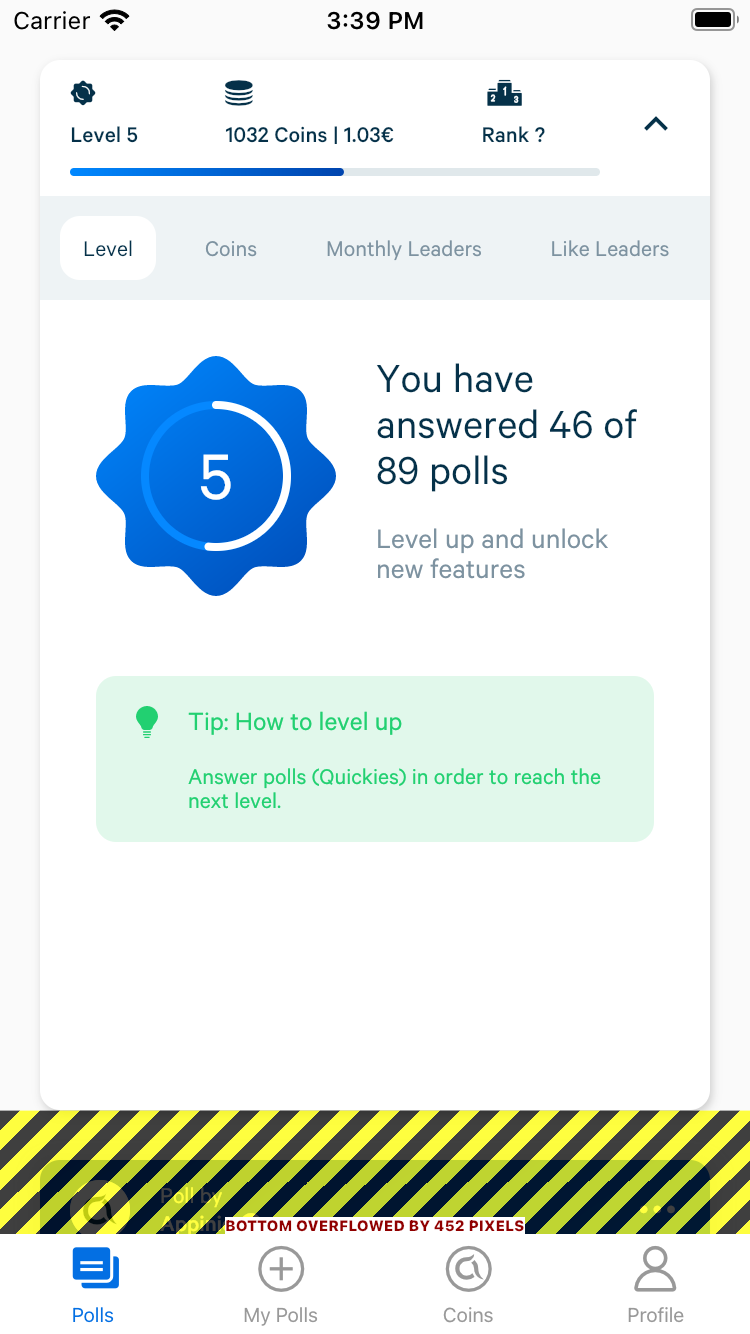 Carrier 3:39 PM
Level 5 1032 Coins | 1.03€ Rank ?
Level Coins Monthly Leaders Like Leaders
5
You have
answered 46 of
89 polls
Level up and unlock
new features
Tip: How to level up
Answer polls (Quickies) in order to reach the
next level.
Poll by
BOTTOM OVERFLOWED BY 452 PIXELS
Polls My Polls Coins Profile